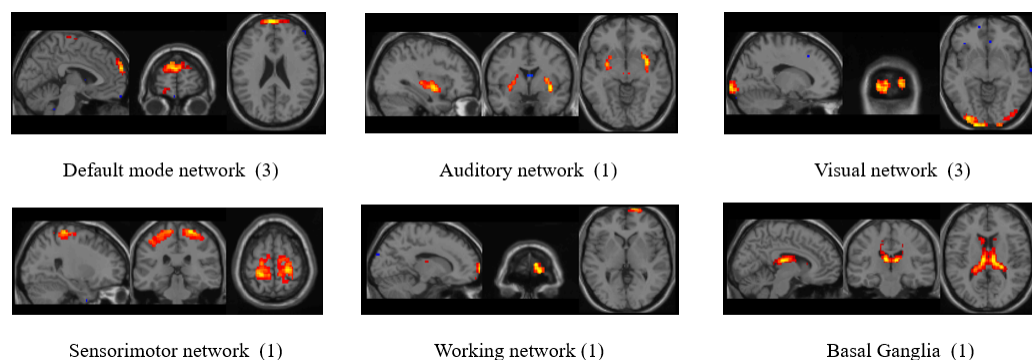 Default mode network (3)
Auditory network (1)
Visual network (3)
Sensorimotor network (1)
Working network (1)
Basal Ganglia (1)